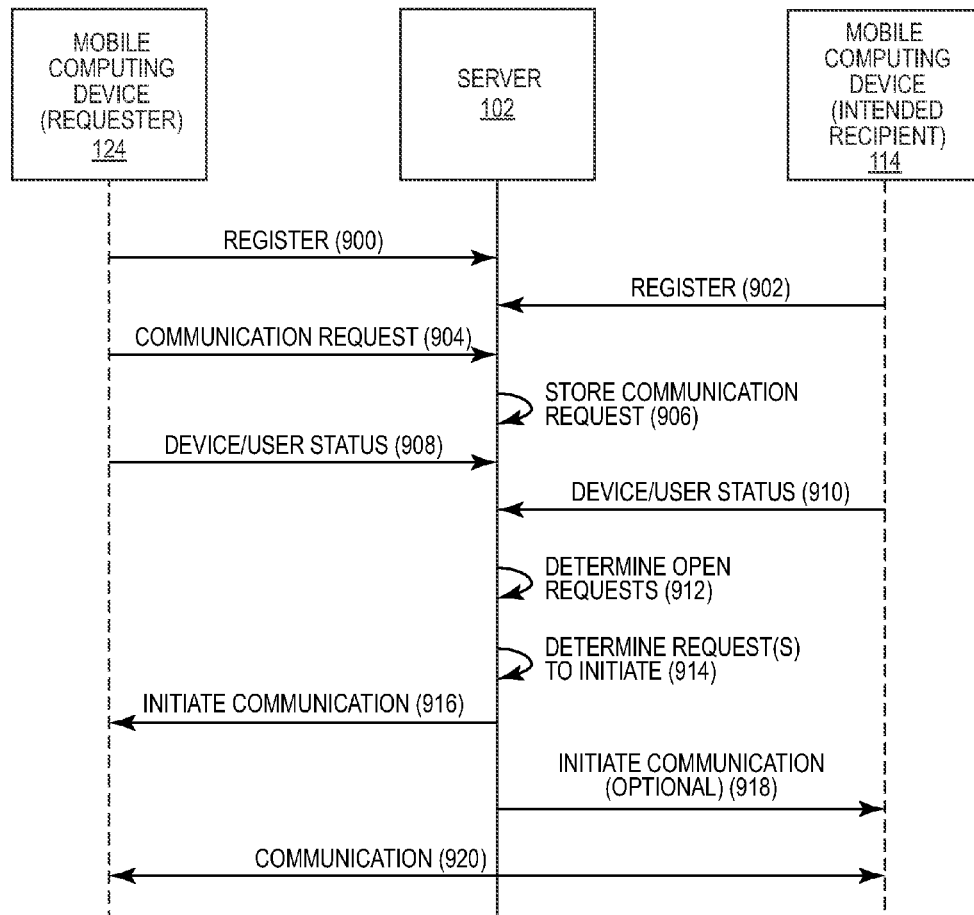 MOBILE
COMPUTING
DEVICE
(REQUESTER)
124
SERVER
102
MOBILE
COMPUTING
DEVICE
(INTENDED
RECIPIENT)
114
REGISTER (900)
REGISTER (902)
COMMUNICATION REQUEST (904)
STORE COMMUNICATION
REQUEST (906)
DEVICE/USER STATUS (908)
DEVICE/USER STATUS (910)
DETERMINE OPEN
REQUESTS (912)
DETERMINE REQUEST(S)
TO INITIATE (914)
INITIATE COMMUNICATION (916)
INITIATE COMMUNICATION
(OPTIONAL) (918)
COMMUNICATION (920)